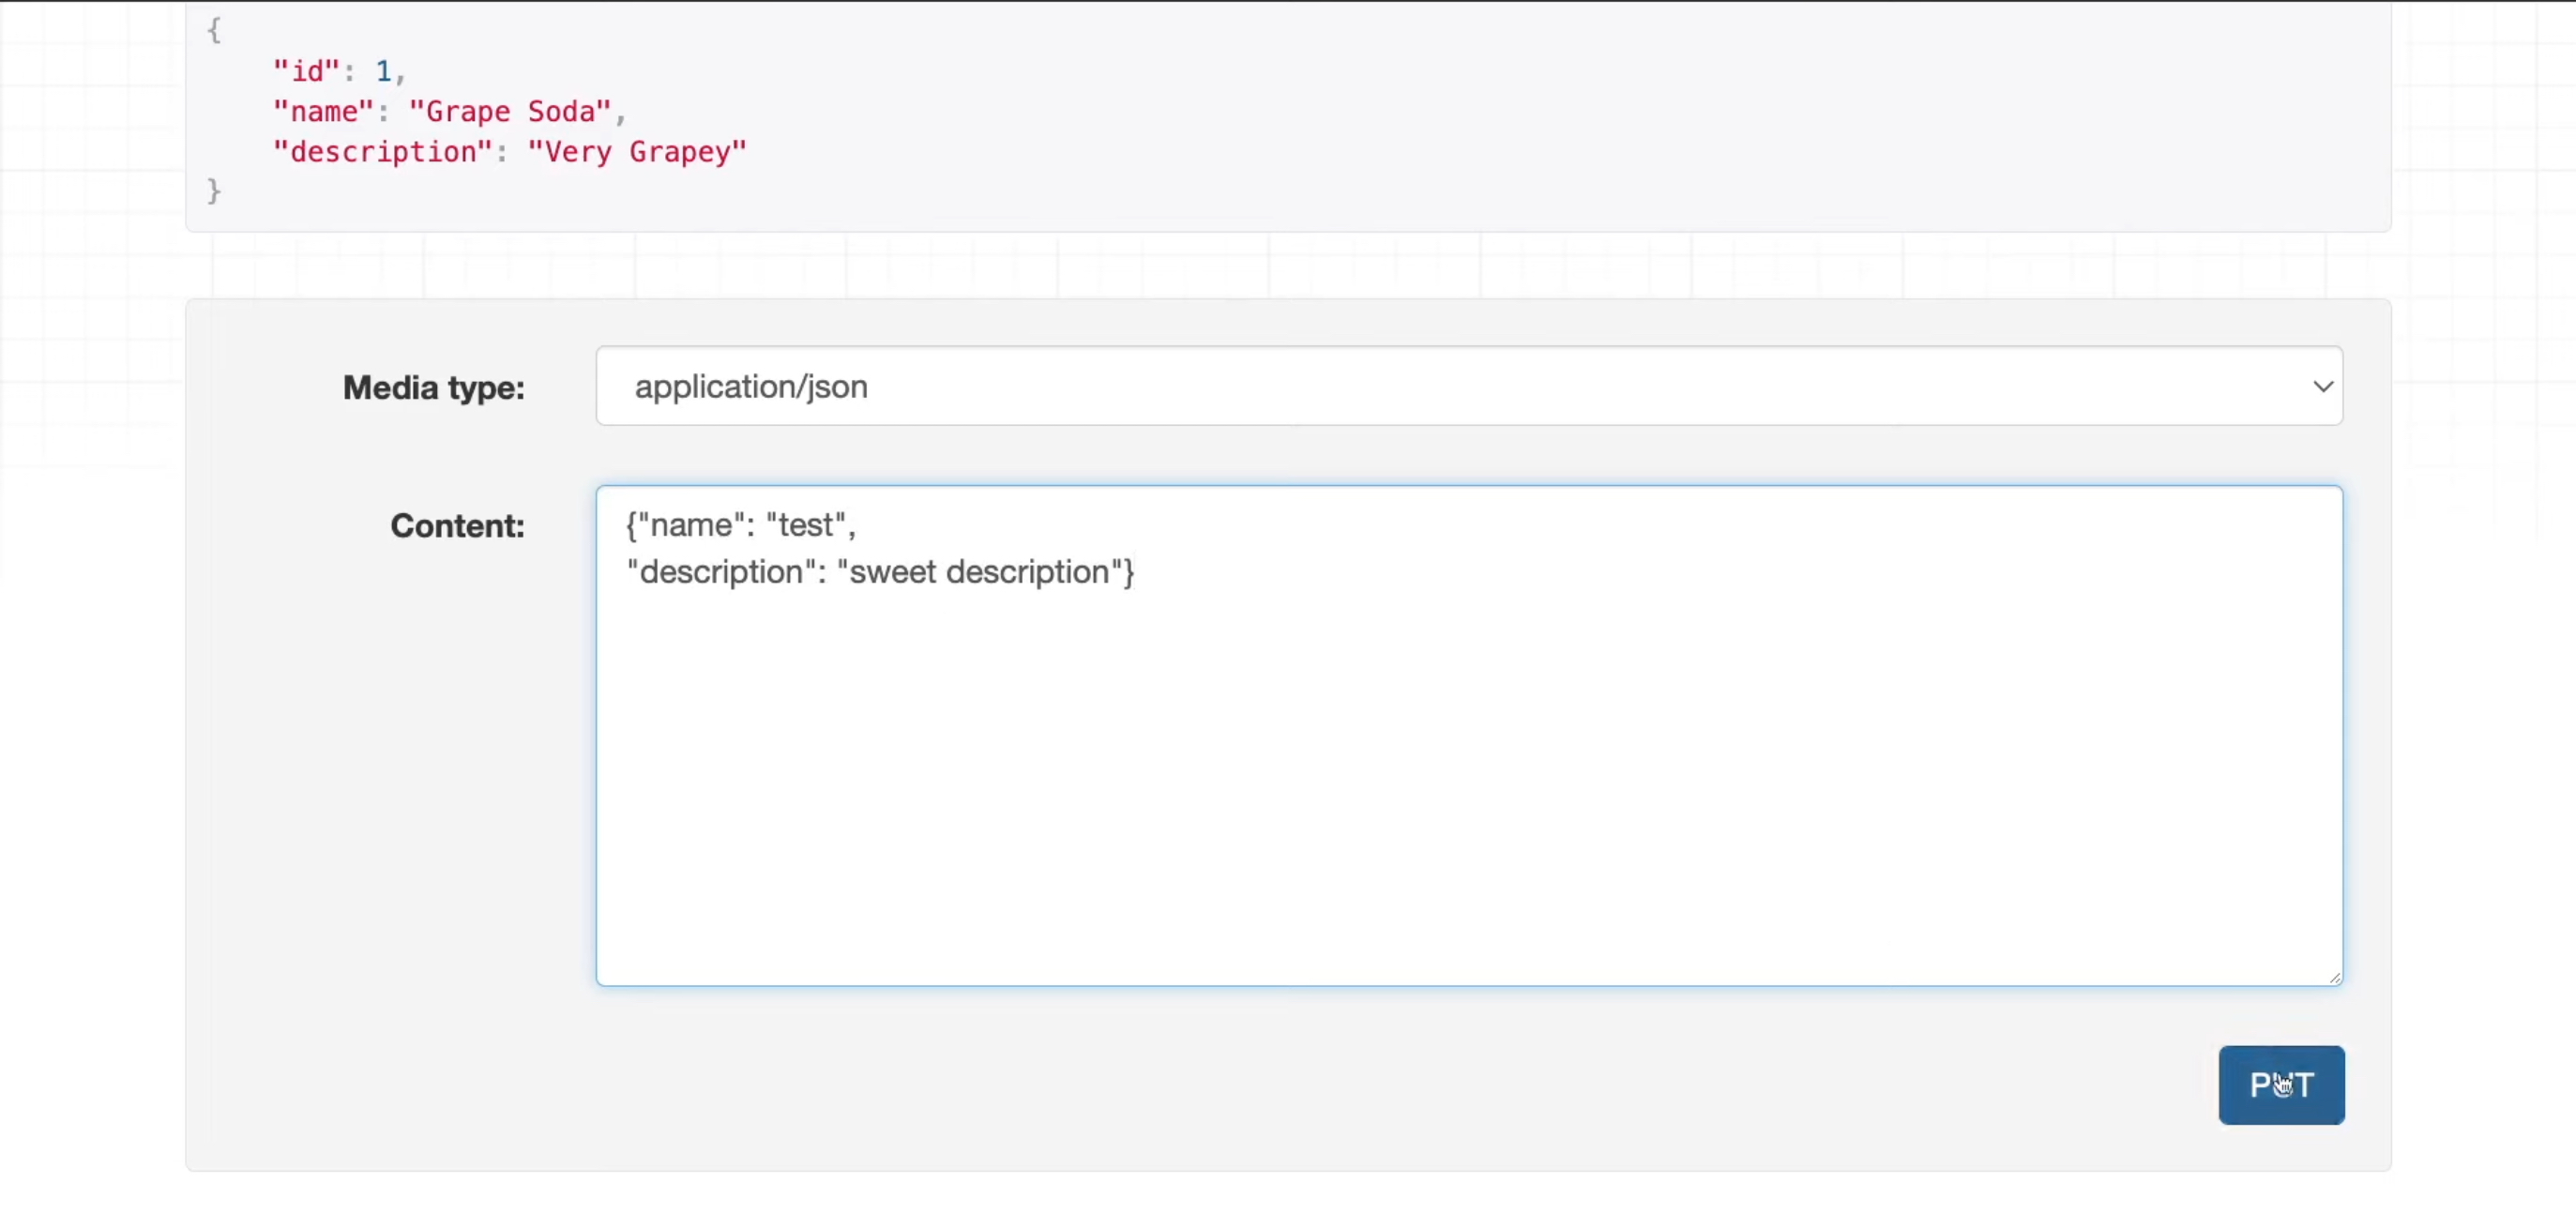 {
"id": 1,
"name": "Grape Soda",
"description": "Very Grapey"
}
Media type:
application/json
Content:
{"name": "test",
"description": "sweet description"}
PUT